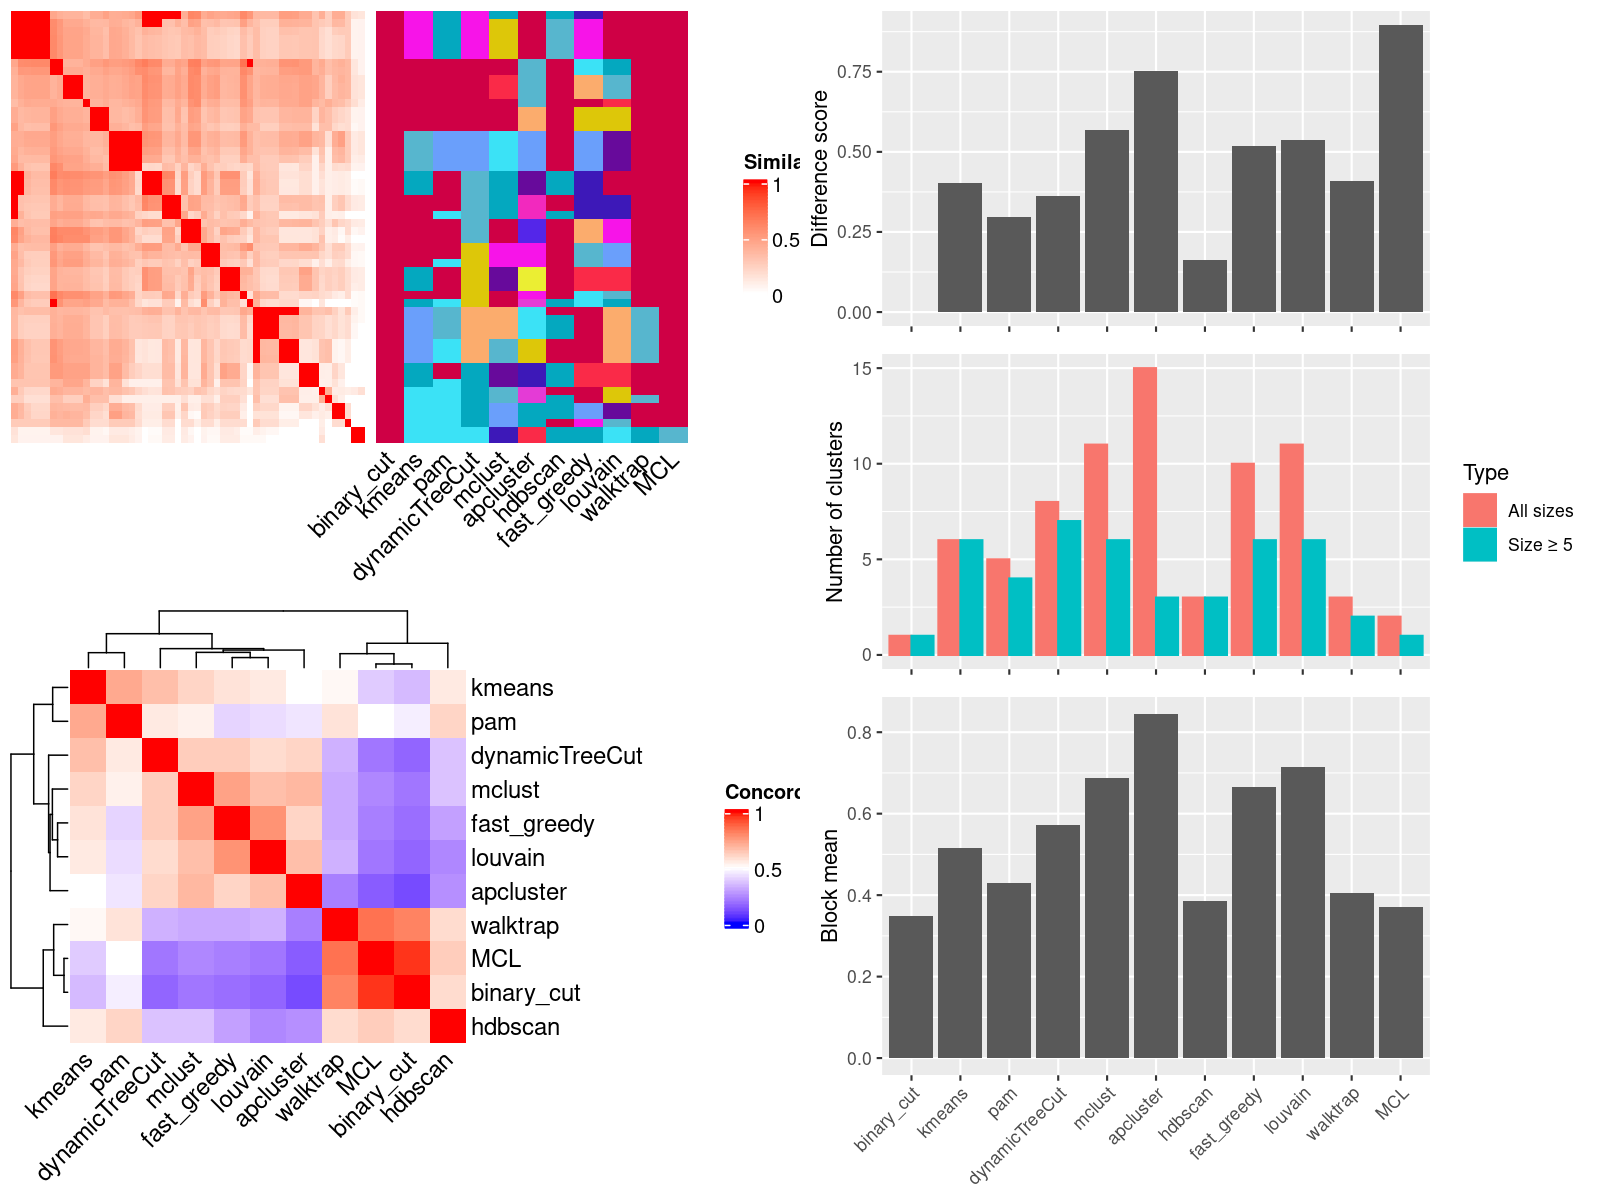 Simila
1
0.5
0
binary_cut
kmeans
pam
dynamicTreeCut
mclust
apcluster
hdbscan
fast_greedy
louvain
walktrap
MCL
kmeans
pam
dynamicTreeCut
mclust
fast_greedy
louvain
apcluster
walktrap
MCL
binary_cut
hdbscan
Concord
1
0.5
0
kmeans
pam
dynamicTreeCut
mclust
fast_greedy
louvain
apcluster
walktrap
MCL
binary_cut
hdbscan
Difference score
0.75
0.50
0.25
0.00
Number of clusters
15
10
5
0
Type
All sizes
Size ≥ 5
Block mean
0.8
0.6
0.4
0.2
0.0
binary_cut
kmeans
pam
dynamicTreeCut
mclust
apcluster
hdbscan
fast_greedy
louvain
walktrap
MCL